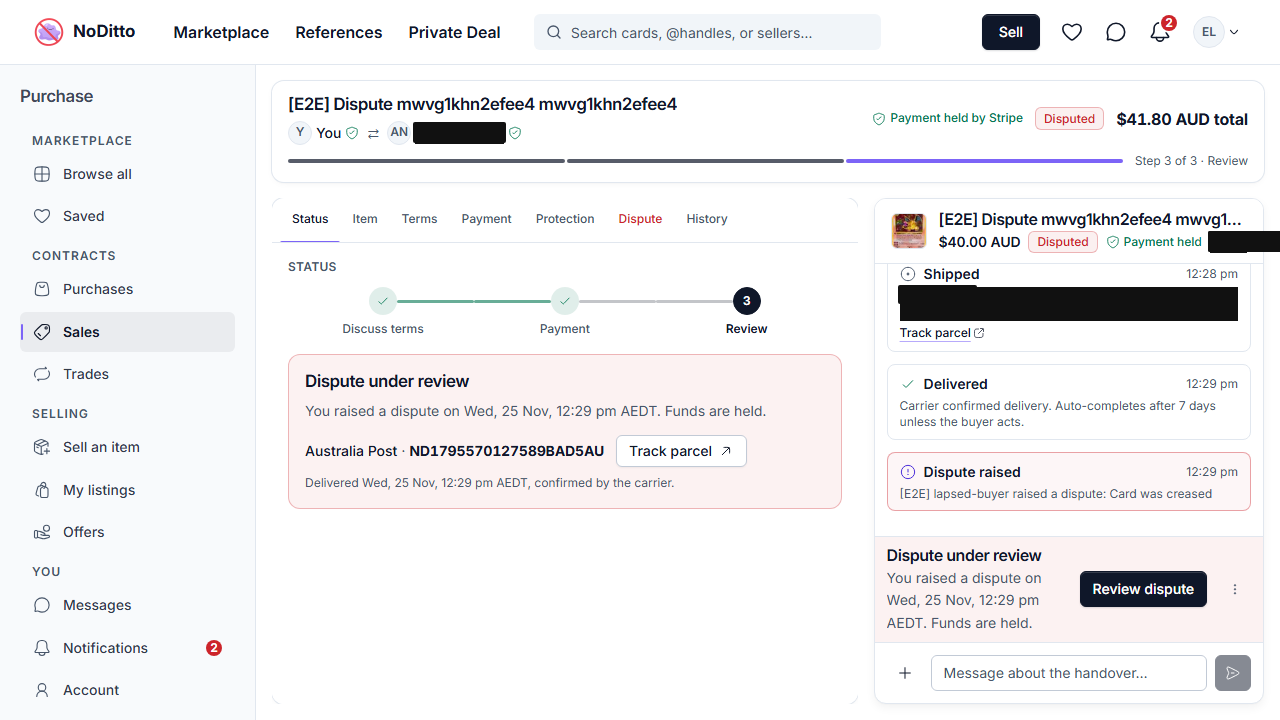 NoDitto
Marketplace
References
Private Deal
Search cards, @handles, or sellers...
Sell
2
EL
Purchase
MARKETPLACE
Browse all
Saved
CONTRACTS
Purchases
Sales
Trades
SELLING
Sell an item
My listings
Offers
YOU
Messages
Notifications
2
Account
[E2E] Dispute mwvg1khn2efee4 mwvg1khn2efee4
Y You
AN
Payment held by Stripe
Disputed
$41.80 AUD total
Step 3 of 3 · Review
Status
Item
Terms
Payment
Protection
Dispute
History
STATUS
3
Discuss terms
Payment
Review
Dispute under review
You raised a dispute on Wed, 25 Nov, 12:29 pm AEDT. Funds are held.
Australia Post · ND1795570127589BAD5AU
Track parcel
Delivered Wed, 25 Nov, 12:29 pm AEDT, confirmed by the carrier.
[E2E] Dispute mwvg1khn2efee4 mwvg1...
$40.00 AUD
Disputed
Payment held
Shipped
12:28 pm
Track parcel
Delivered
12:29 pm
Carrier confirmed delivery. Auto-completes after 7 days
unless the buyer acts.
Dispute raised
12:29 pm
[E2E] lapsed-buyer raised a dispute: Card was creased
Dispute under review
You raised a dispute on
Wed, 25 Nov, 12:29 pm
AEDT. Funds are held.
Review dispute
Message about the handover...